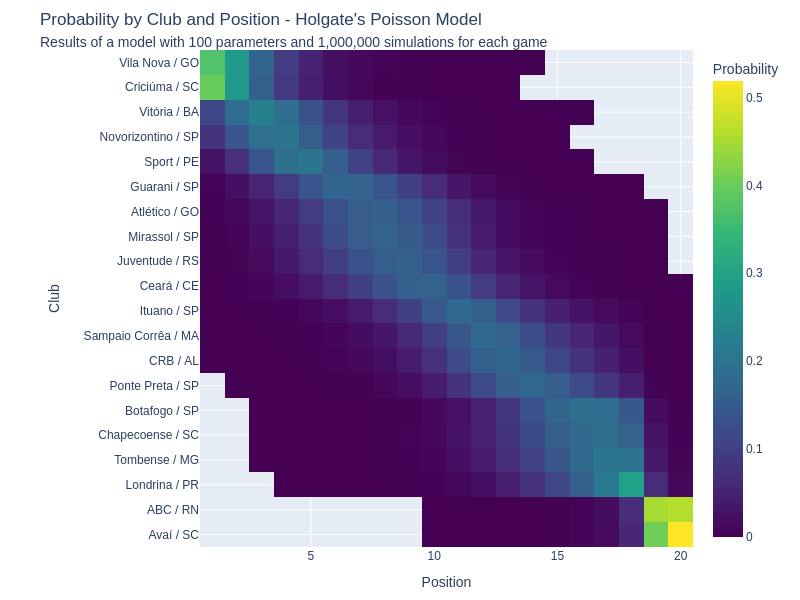 Probability by Club and Position - Holgate's Poisson Model
Results of a model with 100 parameters and 1,000,000 simulations for each game
Probability
Vila Nova / GO
Criciúma / SC
Vitória / BA
Novorizontino / SP
Sport / PE
Guarani / SP
Atlético / GO
Mirassol / SP
Juventude / RS
Ceará / CE
Ituano / SP
Sampaio Corrêa / MA
CRB / AL
Ponte Preta / SP
Botafogo / SP
Chapecoense / SC
Tombense / MG
Londrina / PR
ABC / RN
Avaí / SC
Club
5 10 15 20
Position
0.5
0.4
0.3
0.2
0.1
0